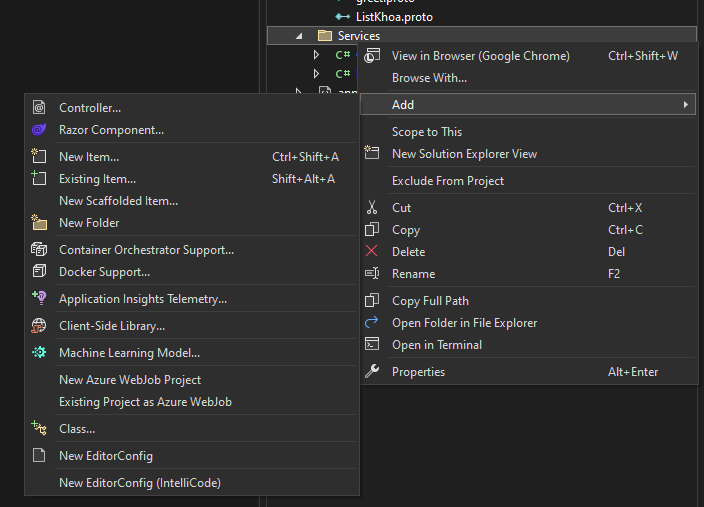 greet.proto
ListKhoa.proto
Services
C#
C#
app
View in Browser (Google Chrome) Ctrl+Shift+W
Browse With...
Add
Scope to This
New Solution Explorer View
Exclude From Project
Cut Ctrl+X
Copy Ctrl+C
Delete Del
Rename F2
Copy Full Path
Open Folder in File Explorer
Open in Terminal
Properties Alt+Enter
Controller...
Razor Component...
New Item... Ctrl+Shift+A
Existing Item... Shift+Alt+A
New Scaffolded Item...
New Folder
Container Orchestrator Support...
Docker Support...
Application Insights Telemetry...
Client-Side Library...
Machine Learning Model...
New Azure WebJob Project
Existing Project as Azure WebJob
Class...
New EditorConfig
New EditorConfig (IntelliCode)